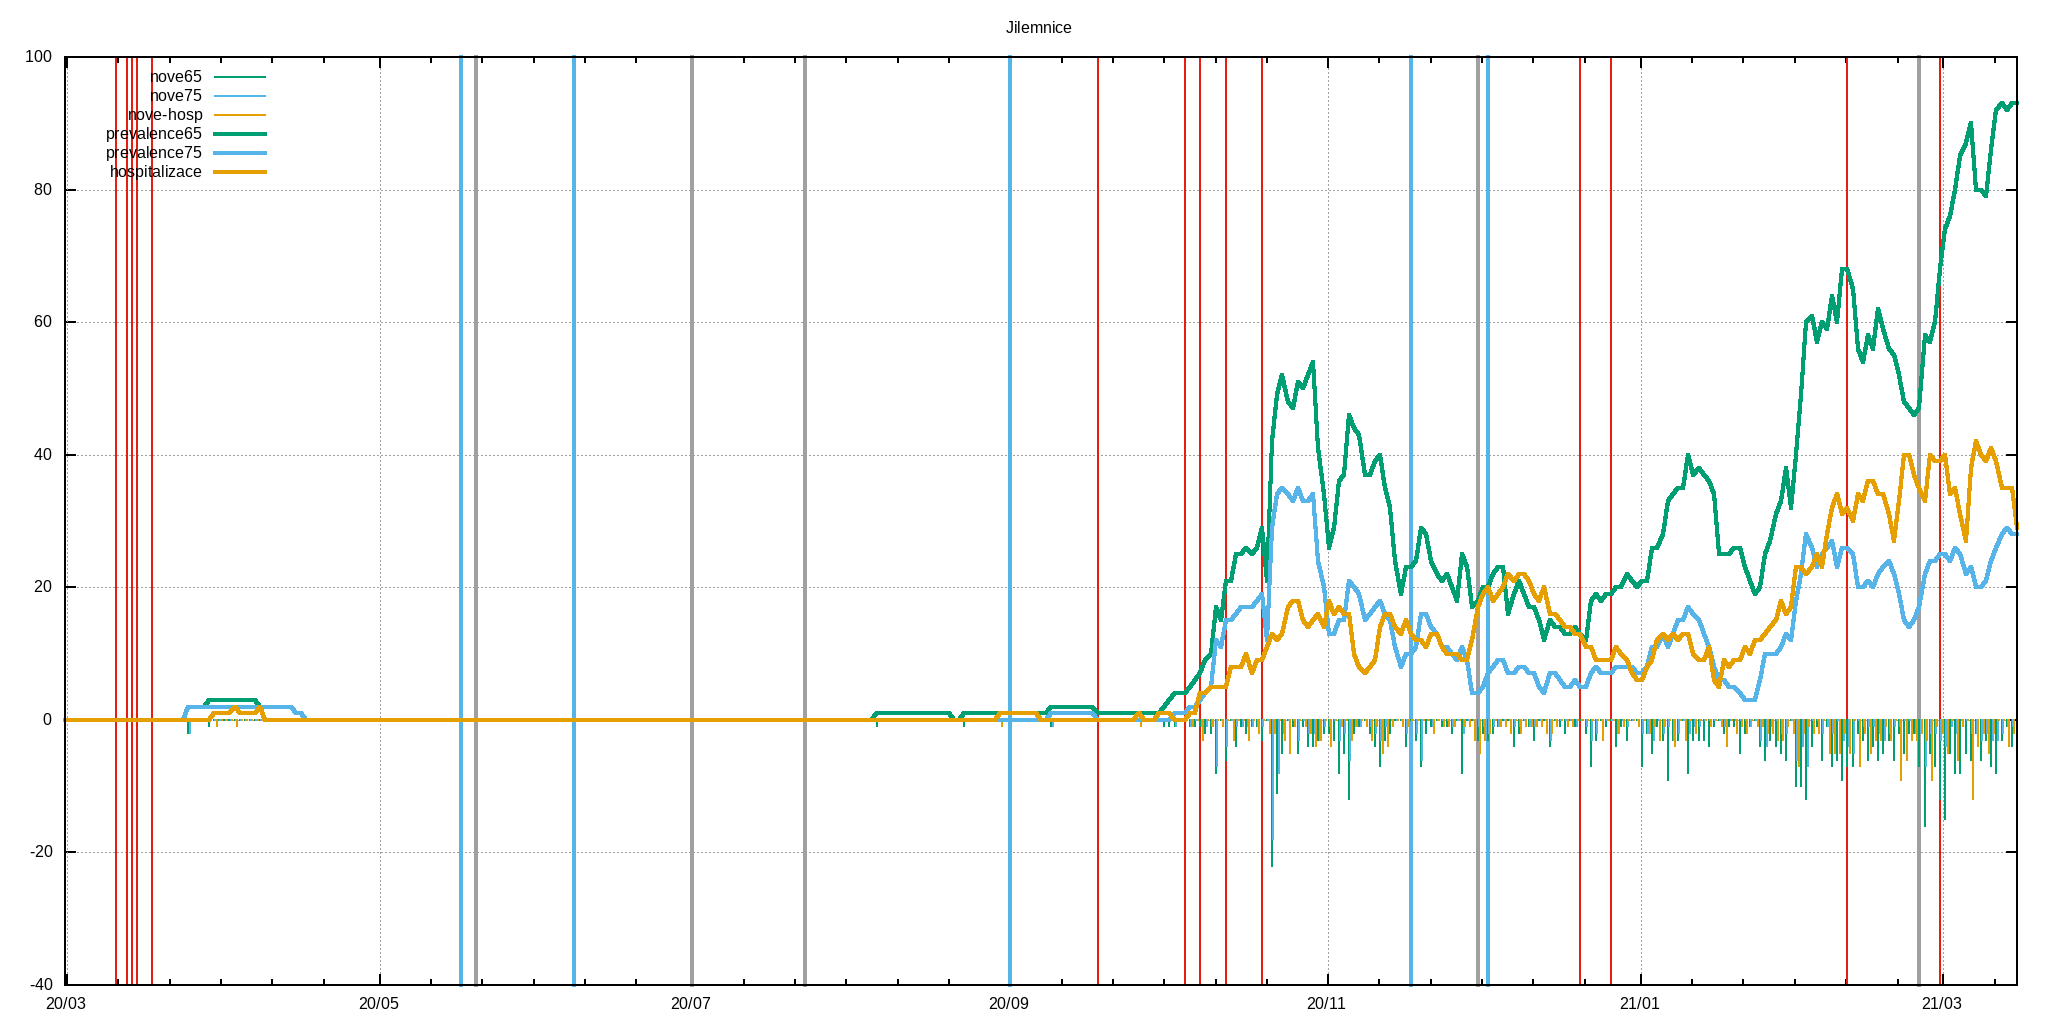 Jilemnice
100
80
60
40
20
0
-20
-40
nove65
nove75
nove-hosp
prevalence65
prevalence75
hospitalizace
20/03 20/05 20/07 20/09 20/11 21/01 21/03